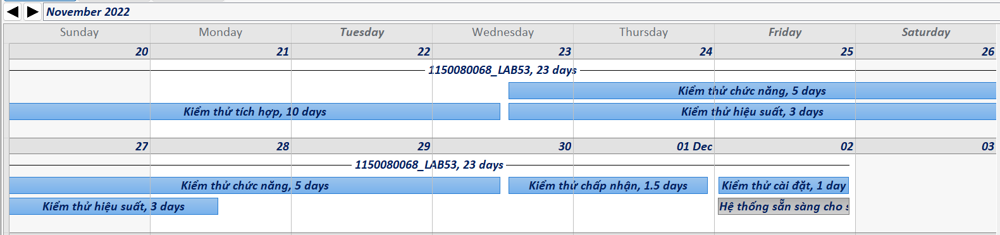 November 2022
Sunday Monday Tuesday Wednesday Thursday Friday Saturday
20 21 22 23 24 25 26
1150080068_LAB53, 23 days
Kiểm thử chức năng, 5 days
Kiểm thử tích hợp, 10 days Kiểm thử hiệu suất, 3 days
27 28 29 30 01 Dec 02 03
1150080068_LAB53, 23 days
Kiểm thử chức năng, 5 days Kiểm thử chấp nhận, 1.5 days Kiểm thử cài đặt, 1 day
Kiểm thử hiệu suất, 3 days Hệ thống sẵn sàng cho